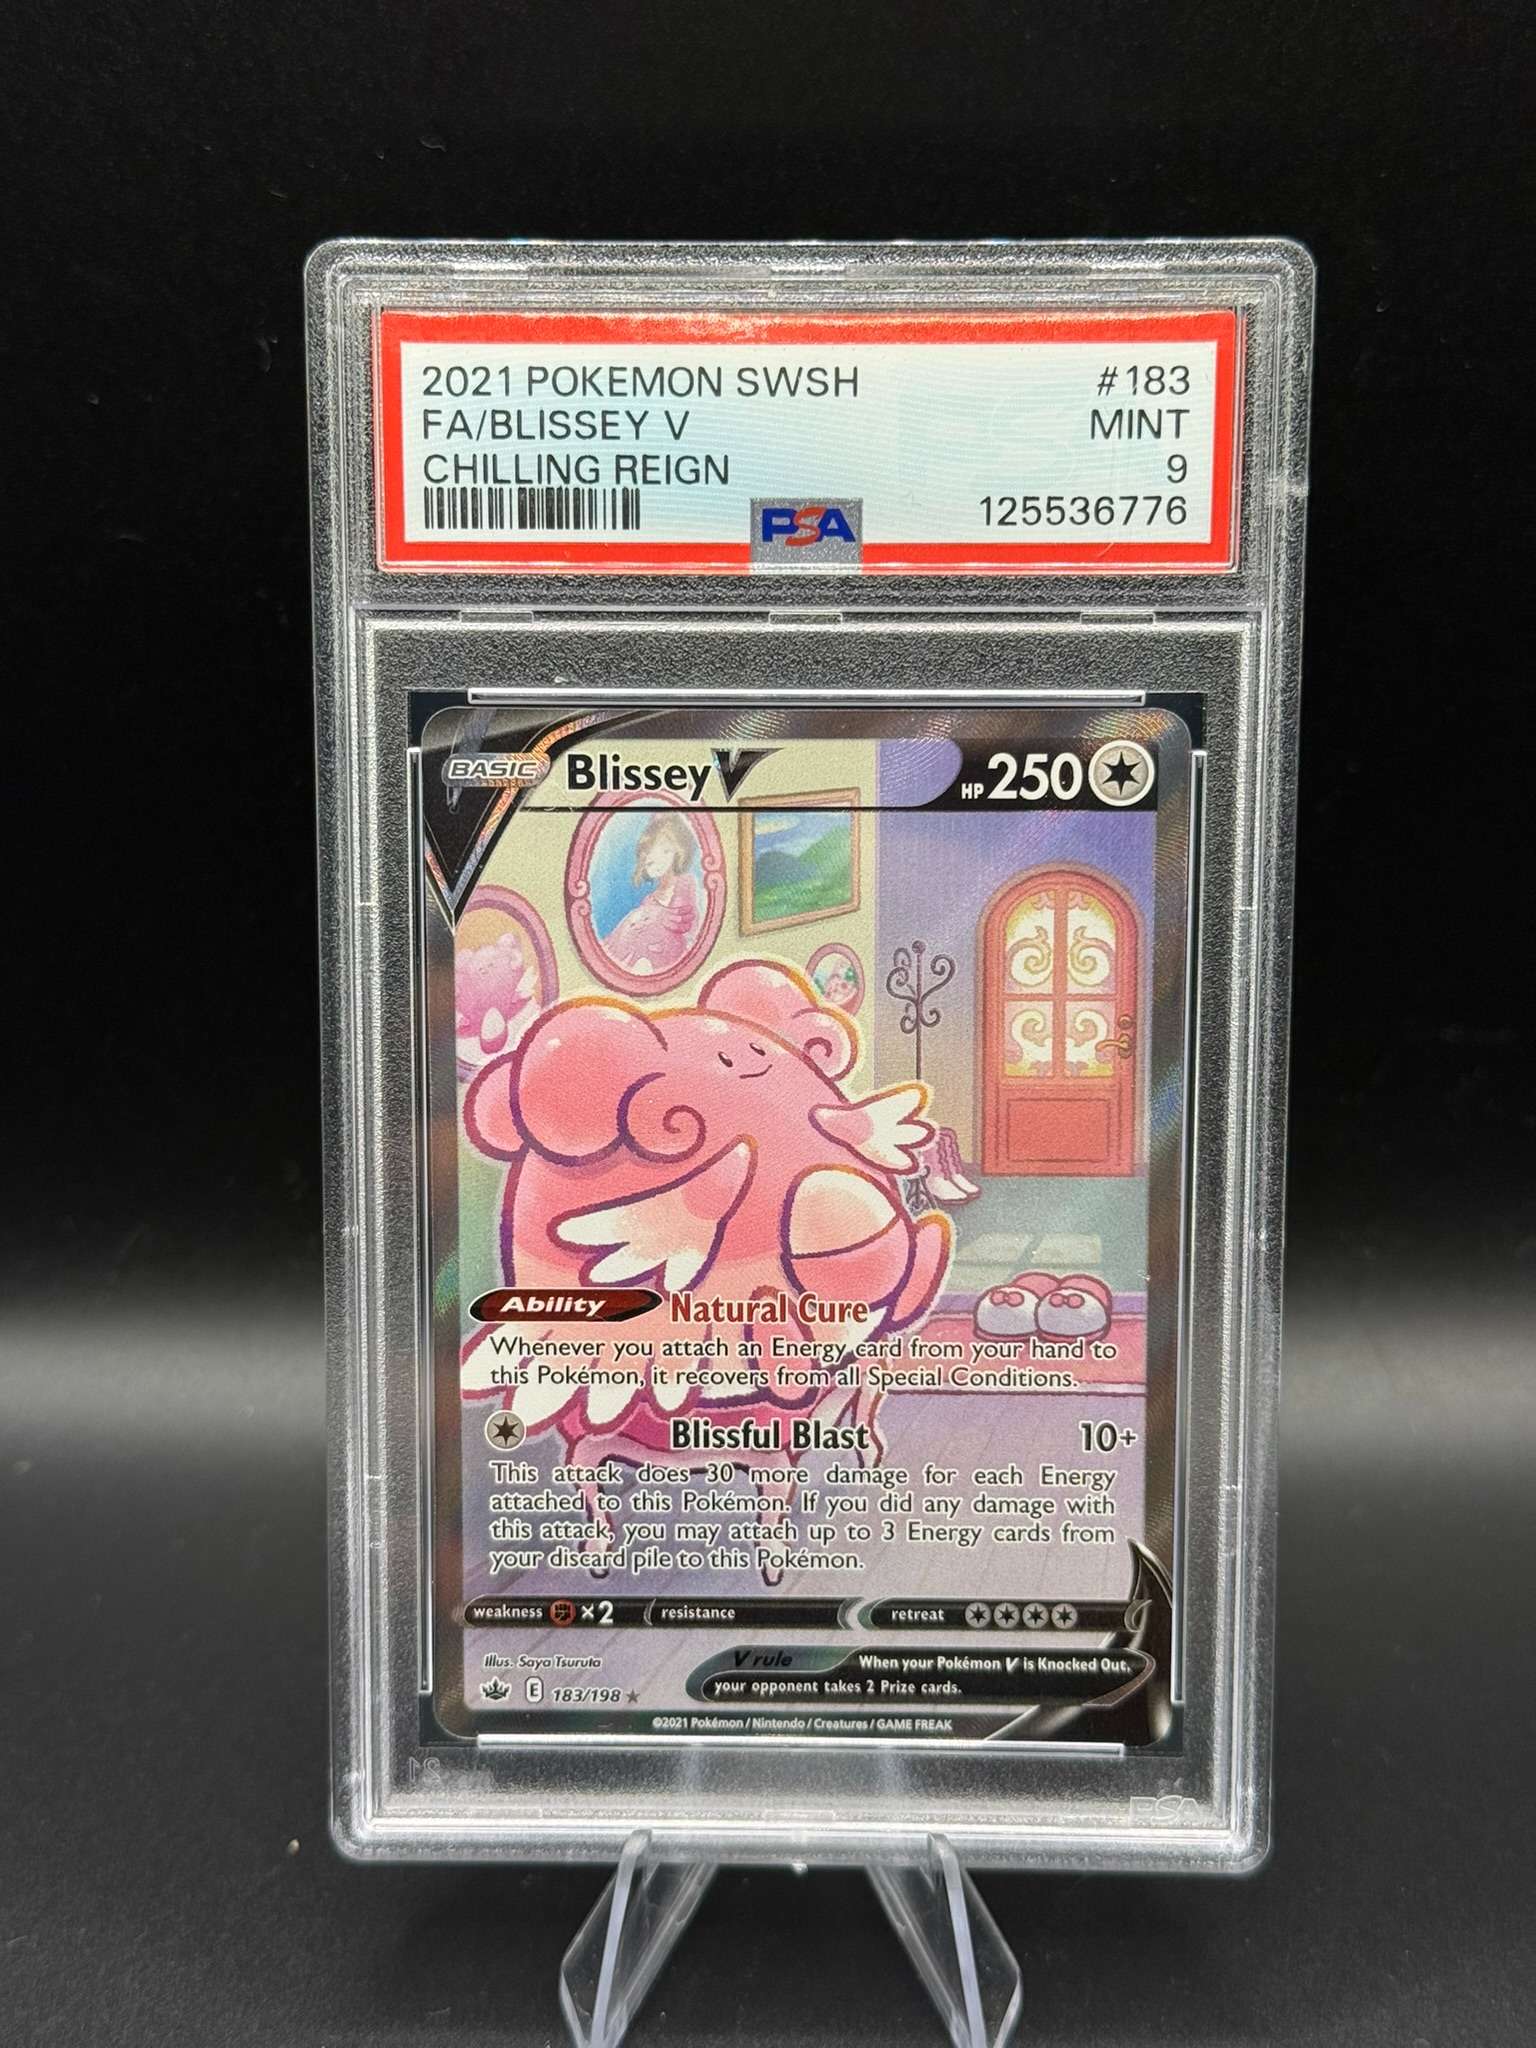 2021 POKEMON SWSH #183
FA/BLISSEY V MINT
CHILLING REIGN 9
PSA 125536776
BASIC Blissey V HP 250
Ability Natural Cure
Whenever you attach an Energy card from your hand to
this Pokémon, it recovers from all Special Conditions.
Blissful Blast 10+
This attack does 30 more damage for each Energy
attached to this Pokémon. If you did any damage with
this attack, you may attach up to 3 Energy cards from
your discard pile to this Pokémon.
weakness ×2 resistance retreat
V rule When your Pokémon V is Knocked Out,
your opponent takes 2 Prize cards.
Illus. Saya Tsuruta
E 183/198
©2021 Pokémon / Nintendo / Creatures / GAME FREAK
PSA